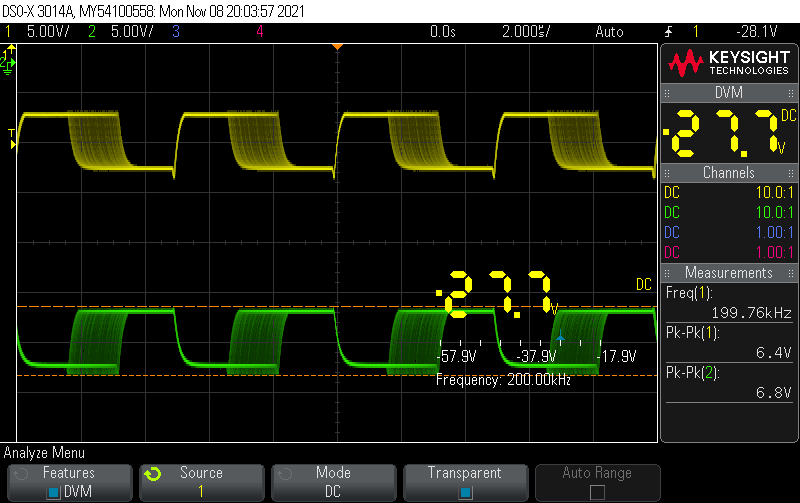 DSO-X 3014A, MY54100558: Mon Nov 08 20:03:57 2021
1 5.00V/ 2 5.00V/ 3 4 0.0s 2.000µs/ Auto 1 -28.1V
KEYSIGHT
TECHNOLOGIES
DVM
-27.7 V DC
Channels
DC 10.0:1
DC 10.0:1
DC 1.00:1
DC 1.00:1
Measurements
Freq(1):
199.76kHz
Pk-Pk(1):
6.4V
Pk-Pk(2):
6.8V
2
T
-27.7 V DC
-57.9V -37.9V -17.9V
Frequency: 200.00kHz
Analyze Menu
Features
DVM
Source
1
Mode
DC
Transparent
Auto Range